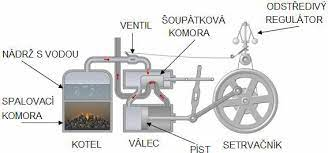 ODSTŘEDIVÝ
REGULÁTOR
ŠOUPÁTKOVÁ
KOMORA
VENTIL
NÁDRŽ S VODOU
SPALOVACÍ
KOMORA
KOTEL
VÁLEC
PÍST
SETRVAČNÍK